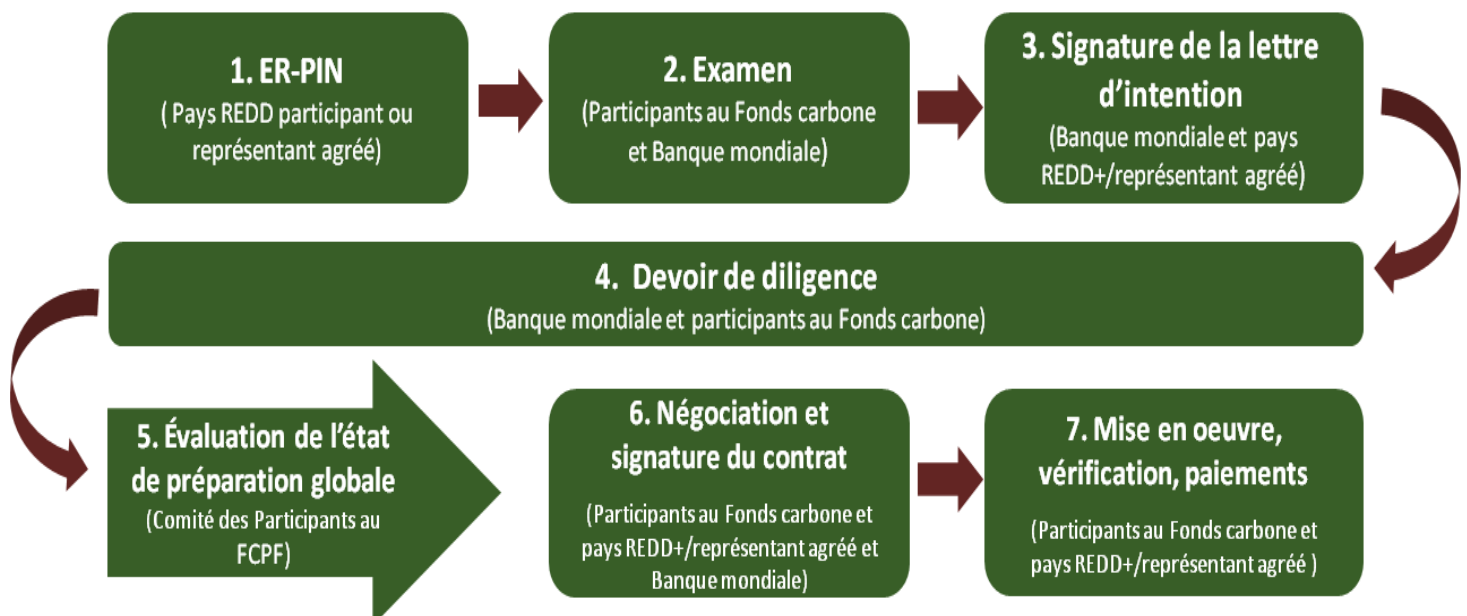 1. ER-PIN
( Pays REDD participant ou
représentant agréé)
2. Examen
(Participants au Fonds carbone
et Banque mondiale)
3. Signature de la lettre
d’intention
(Banque mondiale et pays
REDD+/représentant agréé)
4. Devoir de diligence
(Banque mondiale et participants au Fonds carbone)
5. Évaluation de l’état
de préparation globale
(Comité des Participants au
FCPF)
6. Négociation et
signature du contrat
(Participants au Fonds carbone et
pays REDD+/représentant agréé et
Banque mondiale)
7. Mise en oeuvre,
vérification, paiements
(Participants au Fonds carbone et
pays REDD+/représentant agréé )